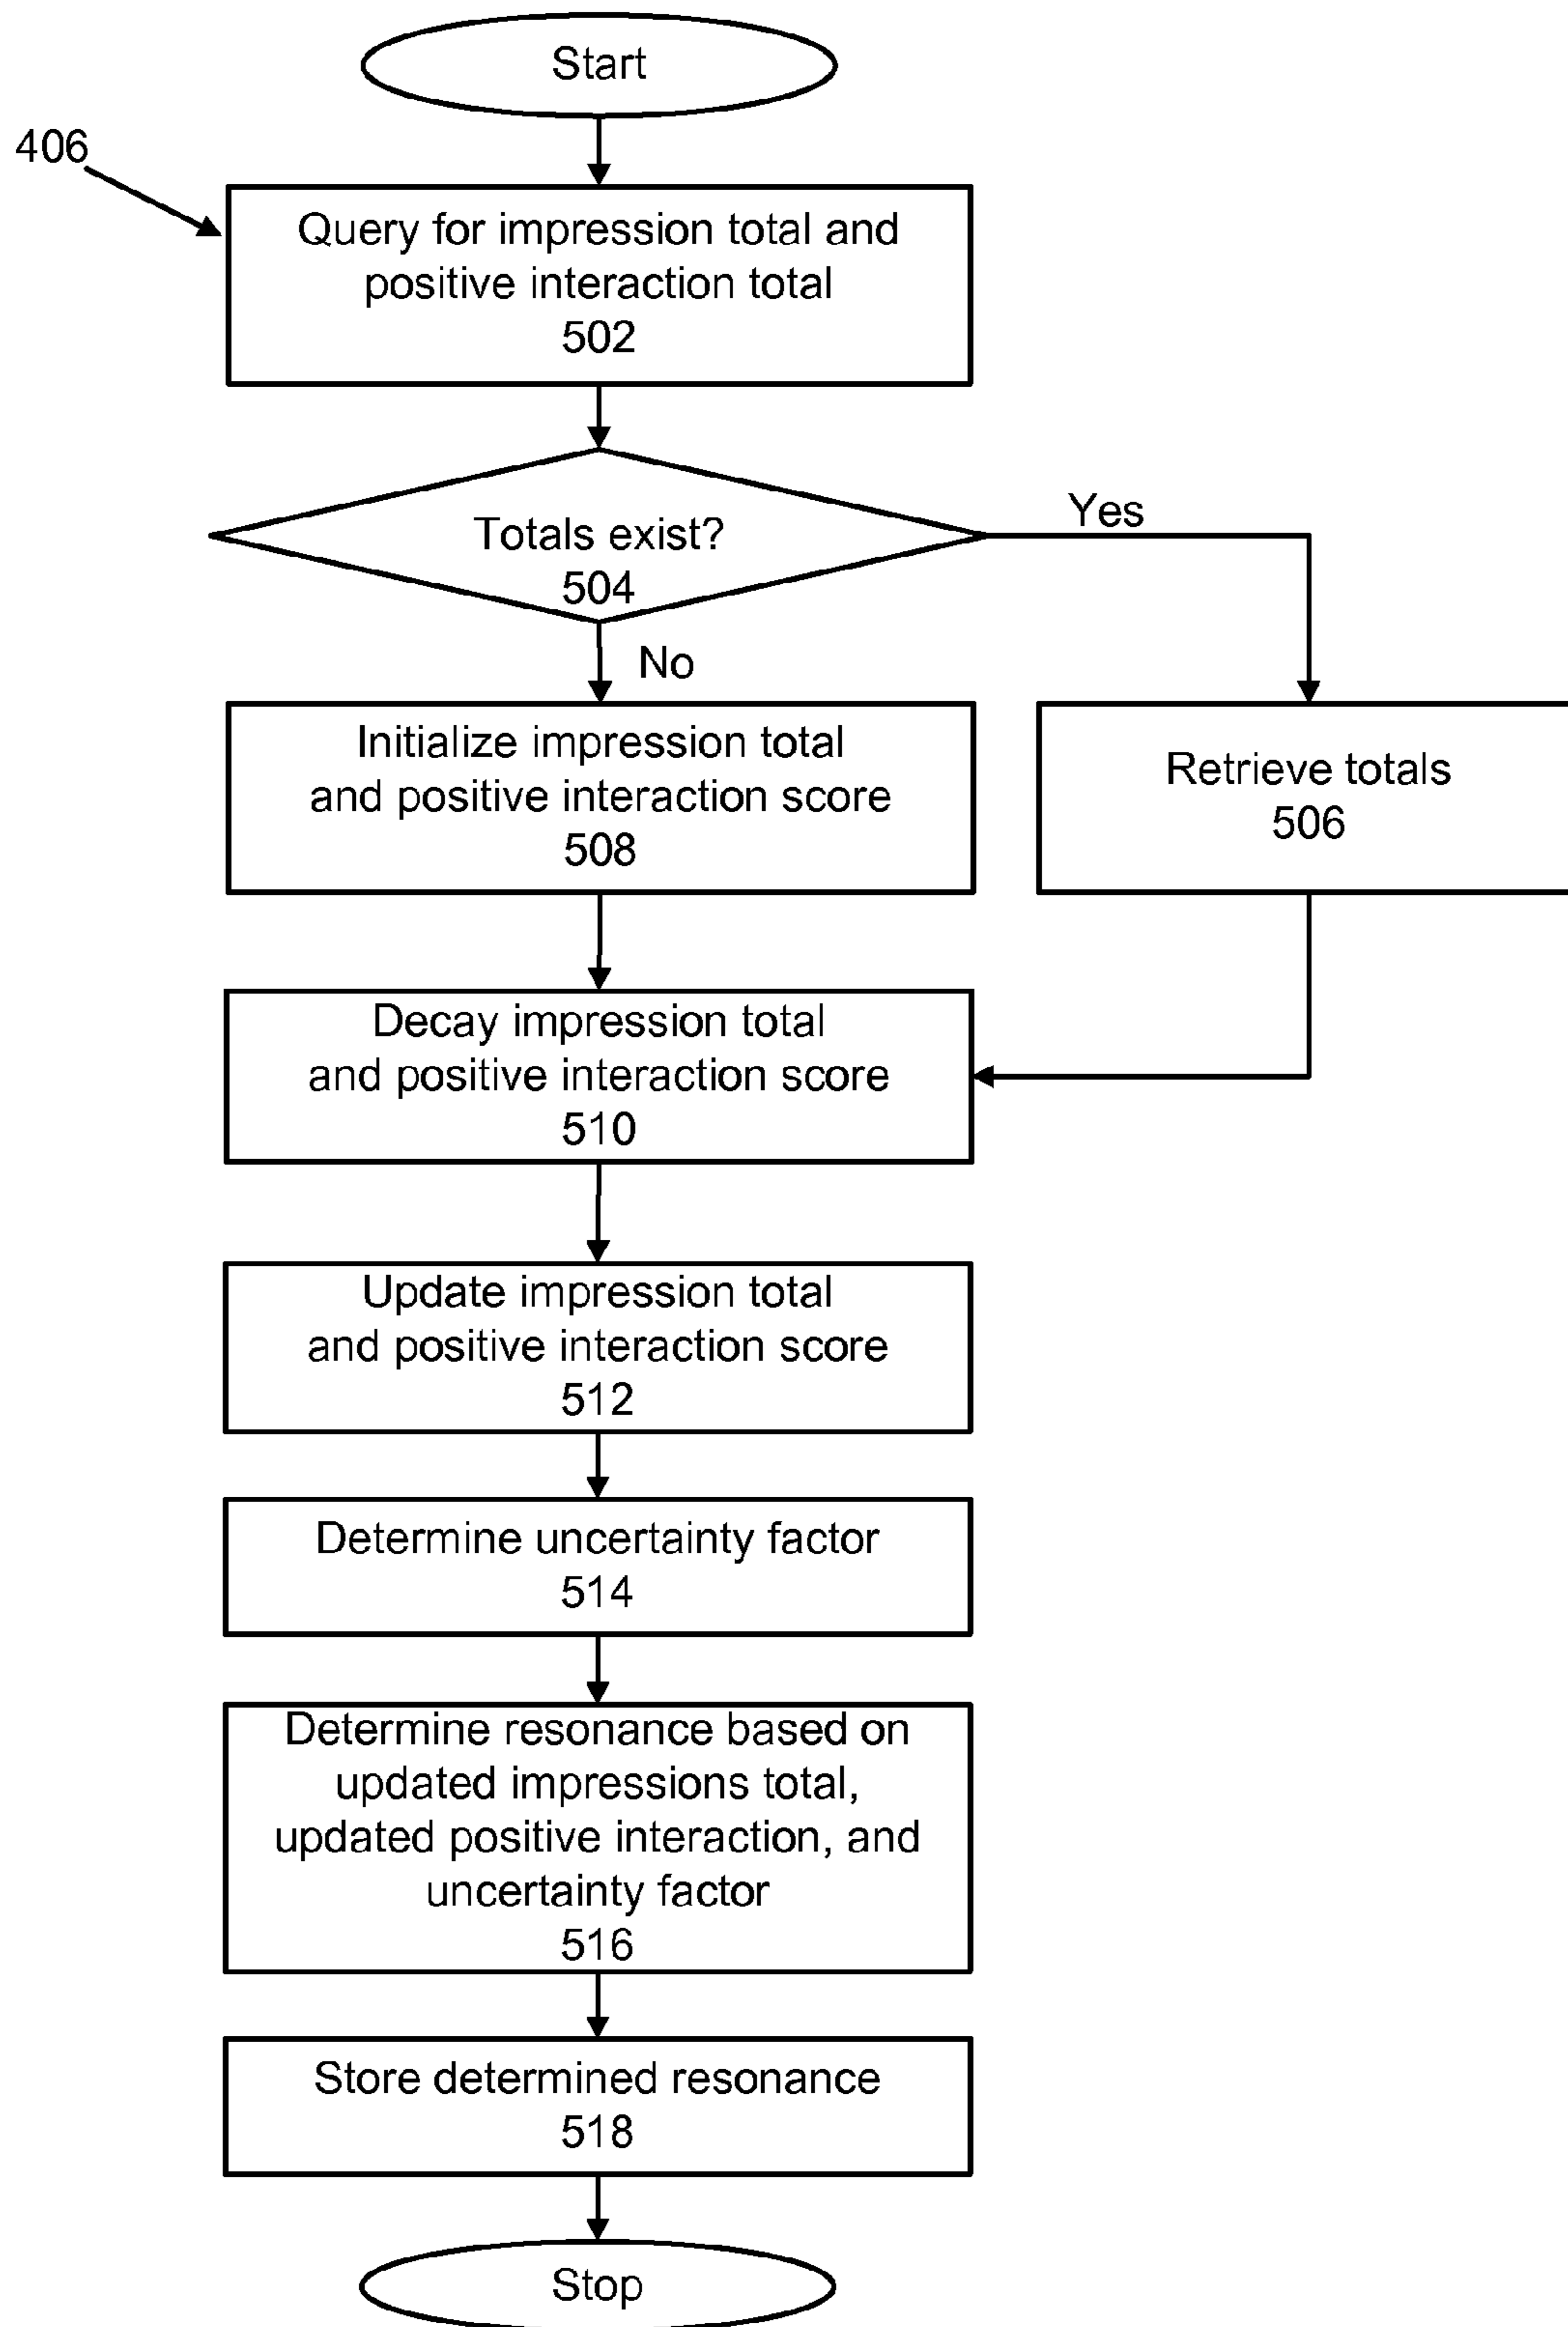 Start
406
Query for impression total and
positive interaction total
502
Totals exist?
504
Yes
No
Initialize impression total
and positive interaction score
508
Retrieve totals
506
Decay impression total
and positive interaction score
510
Update impression total
and positive interaction score
512
Determine uncertainty factor
514
Determine resonance based on
updated impressions total,
updated positive interaction, and
uncertainty factor
516
Store determined resonance
518
Stop